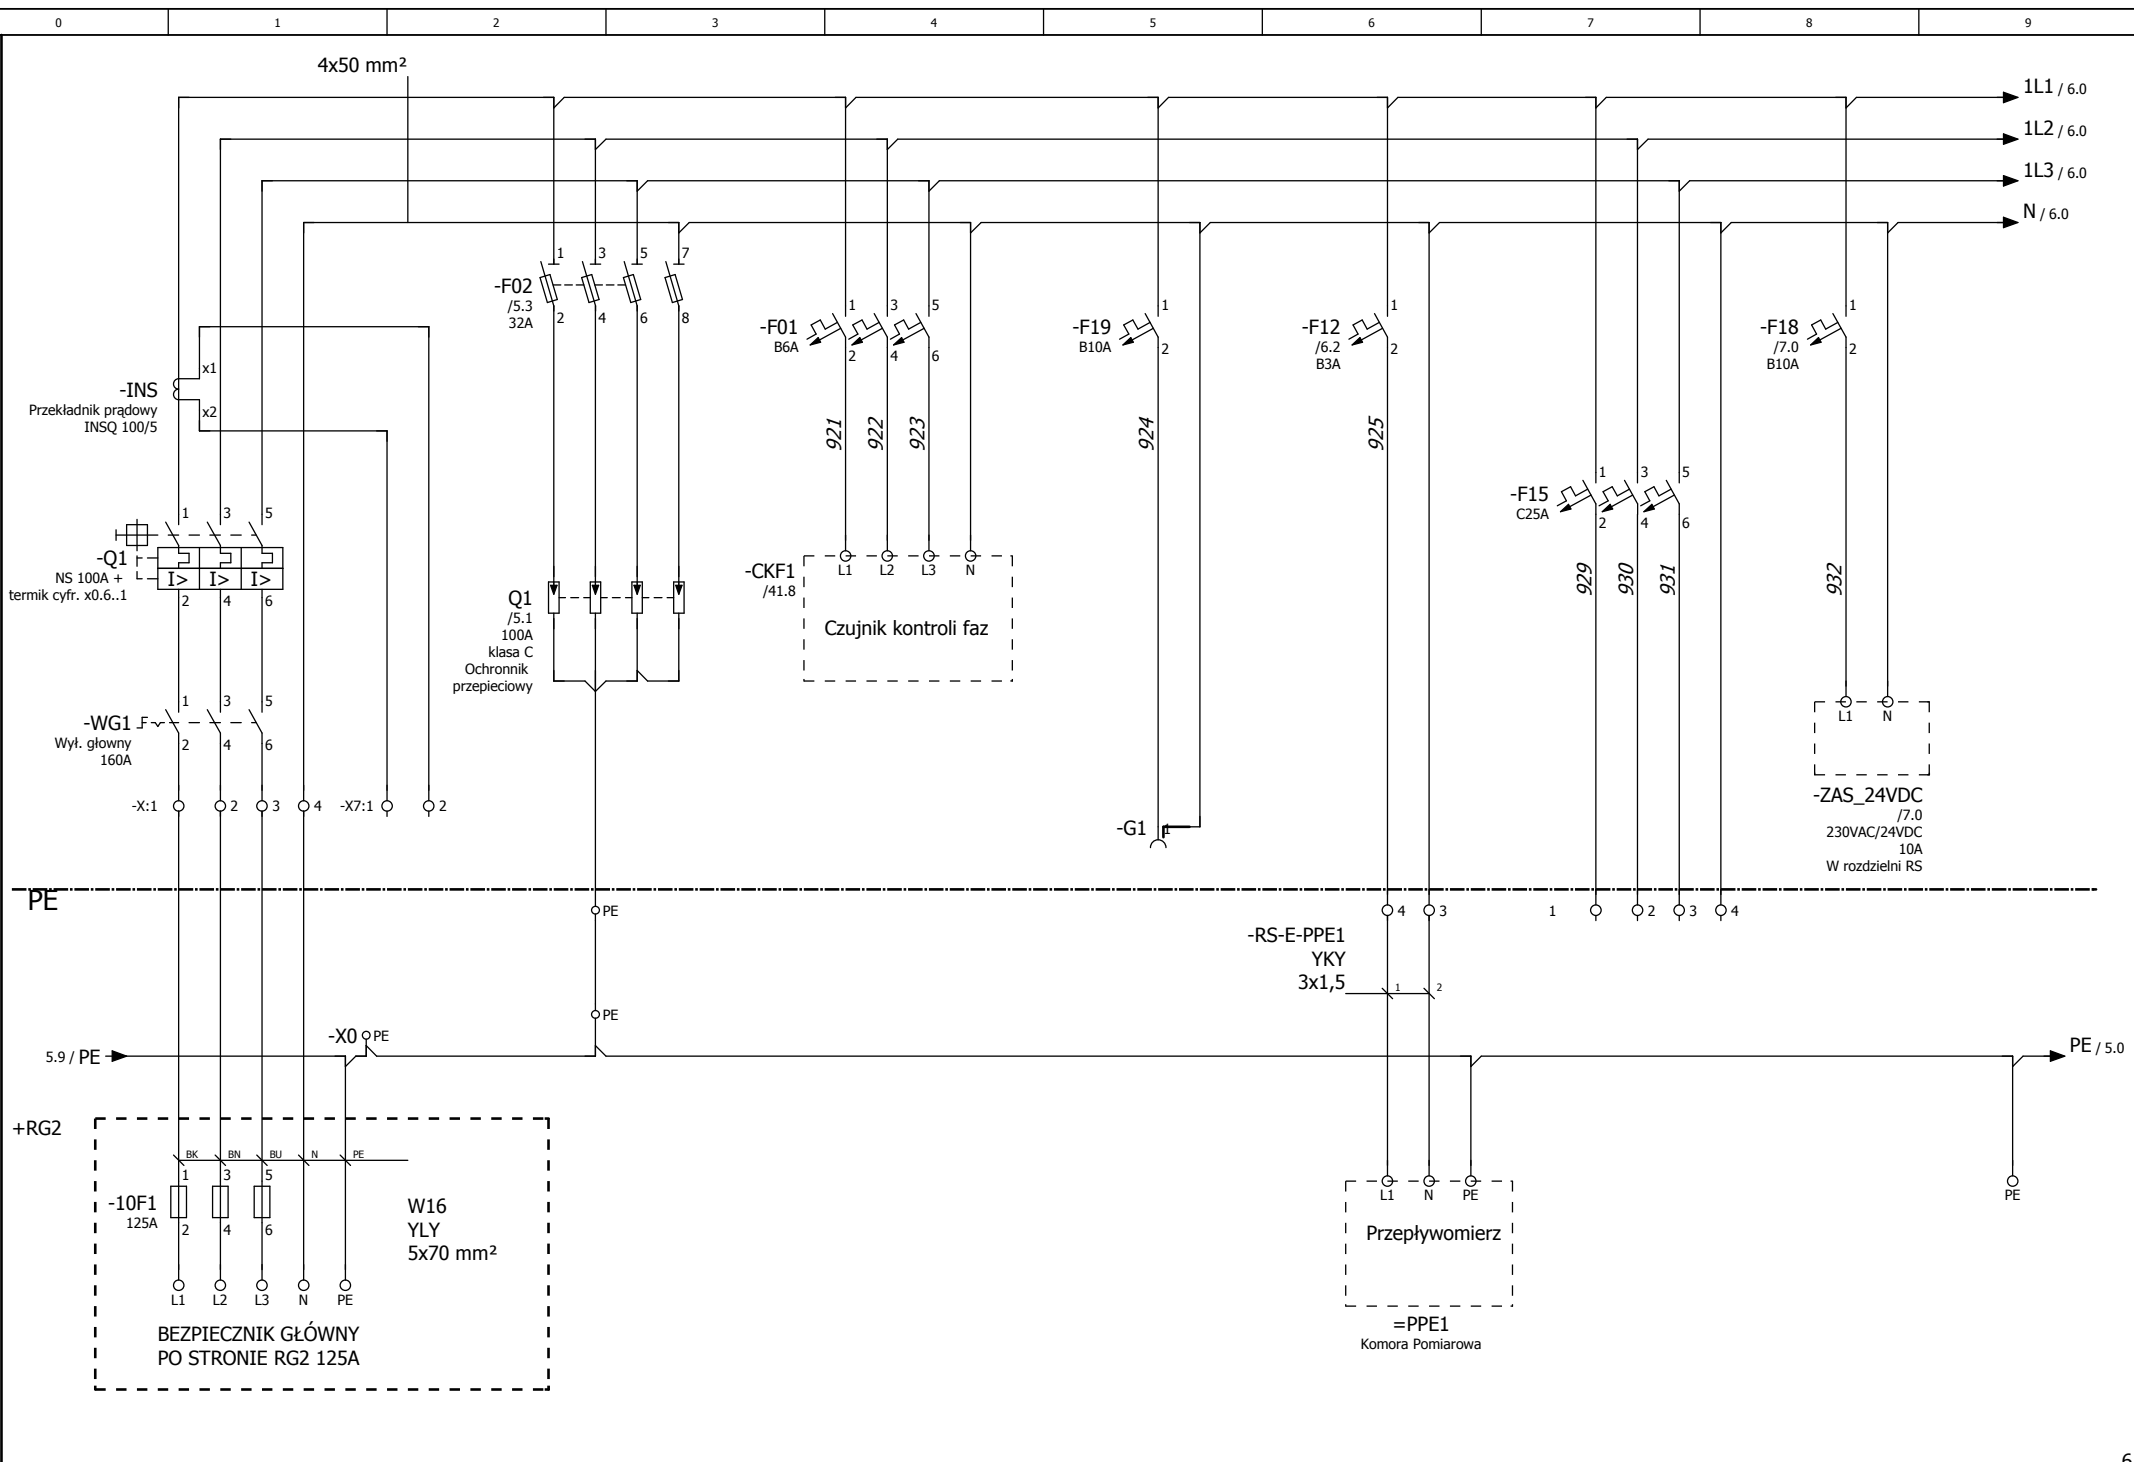 0 1 2 3 4 5 6 7 8 9
4x50 mm²
1L1 / 6.0
1L2 / 6.0
1L3 / 6.0
N / 6.0
1 3 5 7
-F02
/5.3
32A
2 4 6 8
1 3 5
-F01
B6A
2 4 6
1
-F19
B10A
2
1
-F12
/6.2
B3A
2
1
-F18
/7.0
B10A
2
x1
-INS
x2
Przekładnik prądowy
INSQ 100/5
921 922 923 924 925
1 3 5
-F15
C25A
2 4 6
1 3 5
-Q1
NS 100A +
termik cyfr. x0.6..1
I> I> I>
2 4 6
-CKF1
/41.8
L1 L2 L3 N
Czujnik kontroli faz
929 930 931 932
Q1
/5.1
100A
klasa C
Ochronnik
przepieciowy
1 3 5
-WG1
Wył. głowny
160A
2 4 6
L1 N
-X:1 2 3 4 -X7:1 2
-ZAS_24VDC
/7.0
230VAC/24VDC
10A
W rozdzielni RS
-G1 1
PE
PE
4 3
1 2 3 4
-RS-E-PPE1
YKY
3x1,5
1 2
PE
-X0 PE
5.9 / PE
PE / 5.0
+RG2
BK BN BU N PE
1 3 5
-10F1
125A
2 4 6
W16
YLY
5x70 mm²
L1 L2 L3 N PE
BEZPIECZNIK GŁÓWNY
PO STRONIE RG2 125A
L1 N PE
Przepływomierz
=PPE1
Komora Pomiarowa
PE
6